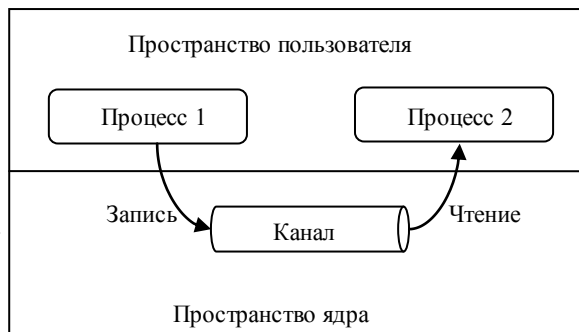 Пространство пользователя
Процесс 1
Процесс 2
Запись
Канал
Чтение
Пространство ядра